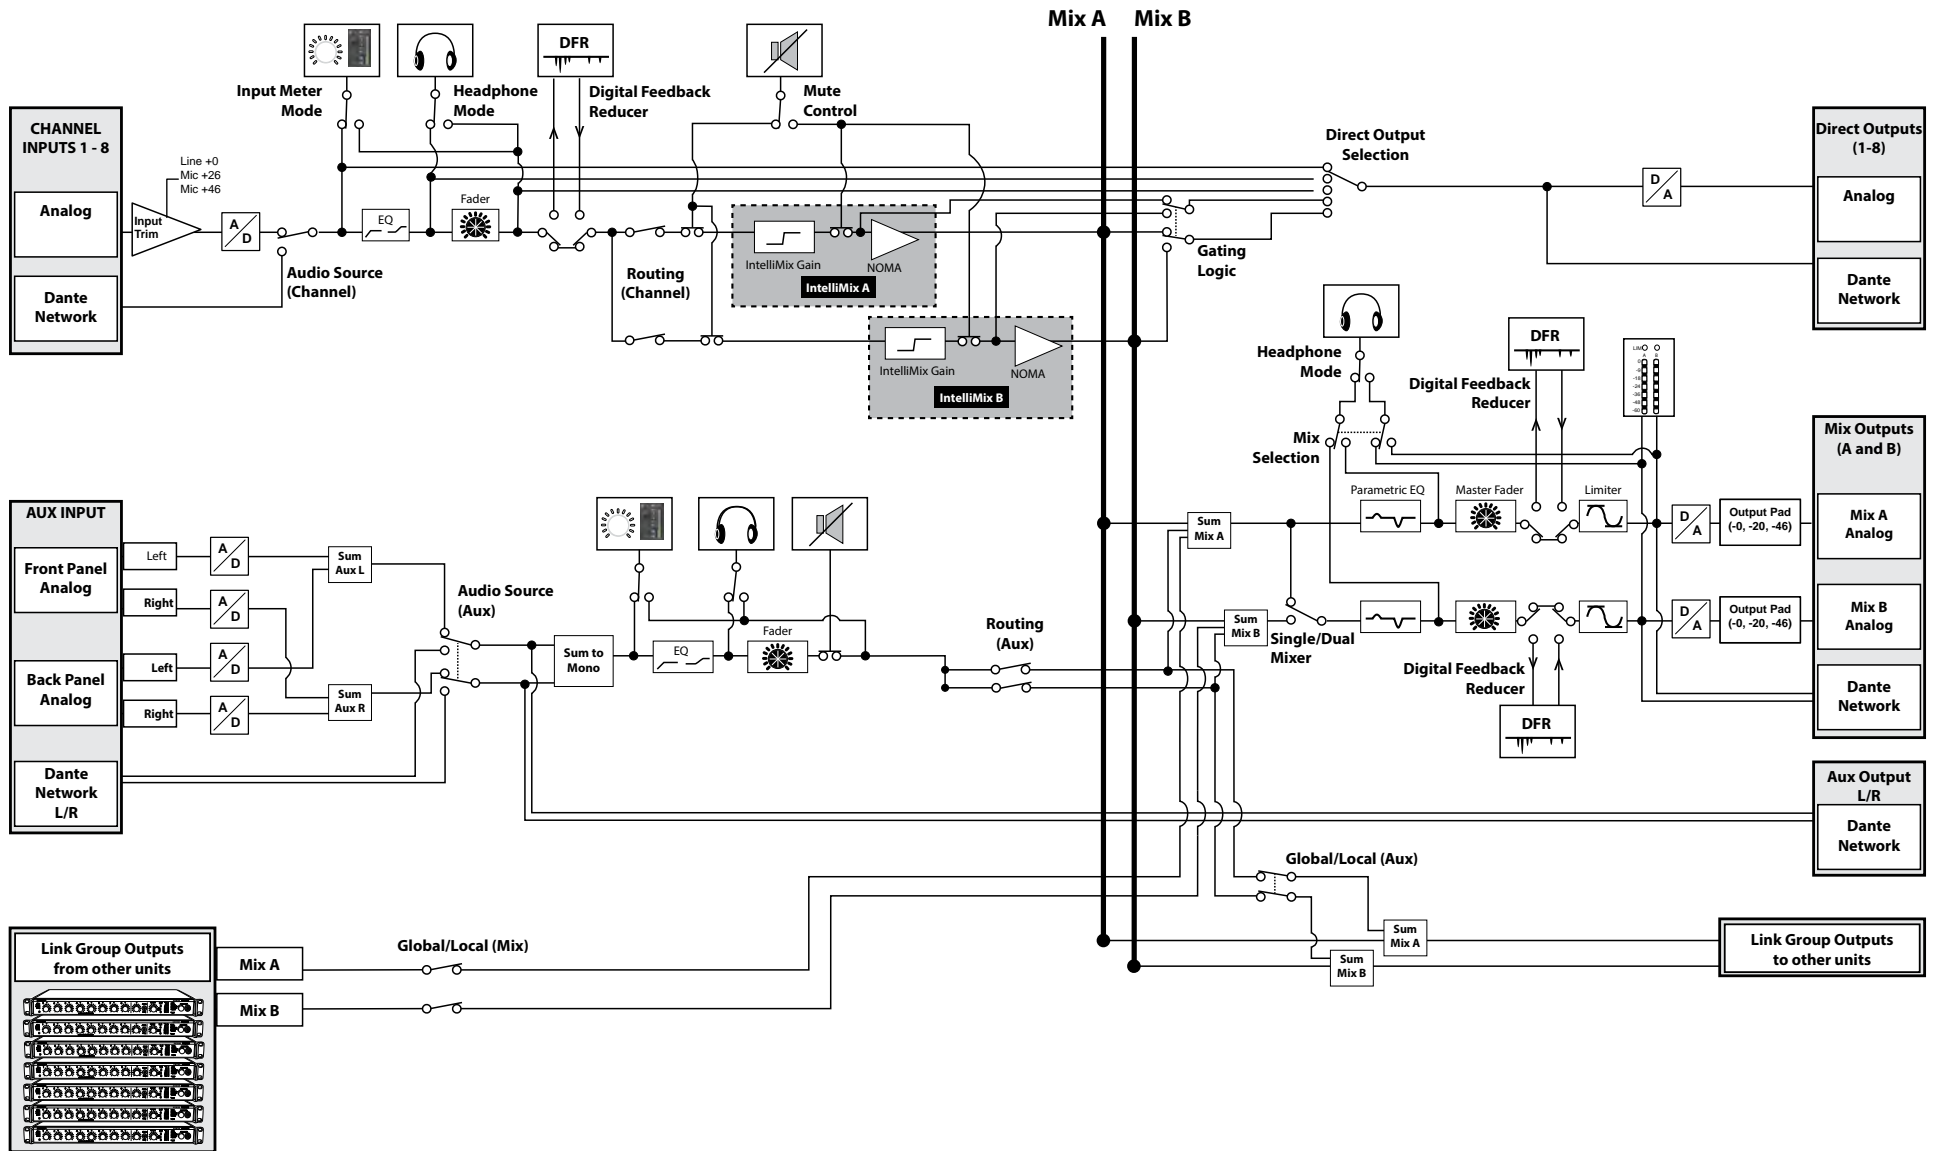 Mix A
Mix B
DFR
Input Meter
Mode
Headphone
Mode
Digital Feedback
Reducer
Mute
Control
CHANNEL
INPUTS 1 - 8
Analog
Dante
Network
Line +0
Mic +26
Mic +46
Input
Trim
A
D
Audio Source
(Channel)
EQ
Fader
Routing
(Channel)
IntelliMix Gain
NOMA
IntelliMix A
IntelliMix Gain
NOMA
IntelliMix B
Gating
Logic
Direct Output
Selection
D
A
Direct Outputs
(1-8)
Analog
Dante
Network
Headphone
Mode
Mix
Selection
DFR
Digital Feedback
Reducer
Mix Outputs
(A and B)
Mix A
Analog
Mix B
Analog
Dante
Network
Parametric EQ
Master Fader
Limiter
Sum
Mix A
D
A
Output Pad
(-0, -20, -46)
Sum
Mix B
Single/Dual
Mixer
D
A
Output Pad
(-0, -20, -46)
Digital Feedback
Reducer
DFR
AUX INPUT
Front Panel
Analog
Left
Right
A
D
A
D
Sum
Aux L
Back Panel
Analog
Left
Right
A
D
A
D
Sum
Aux R
Dante
Network
L/R
Audio Source
(Aux)
Sum to
Mono
EQ
Fader
Routing
(Aux)
Aux Output
L/R
Dante
Network
Global/Local (Aux)
Sum
Mix A
Sum
Mix B
Link Group Outputs
to other units
Link Group Outputs
from other units
Mix A
Mix B
Global/Local (Mix)